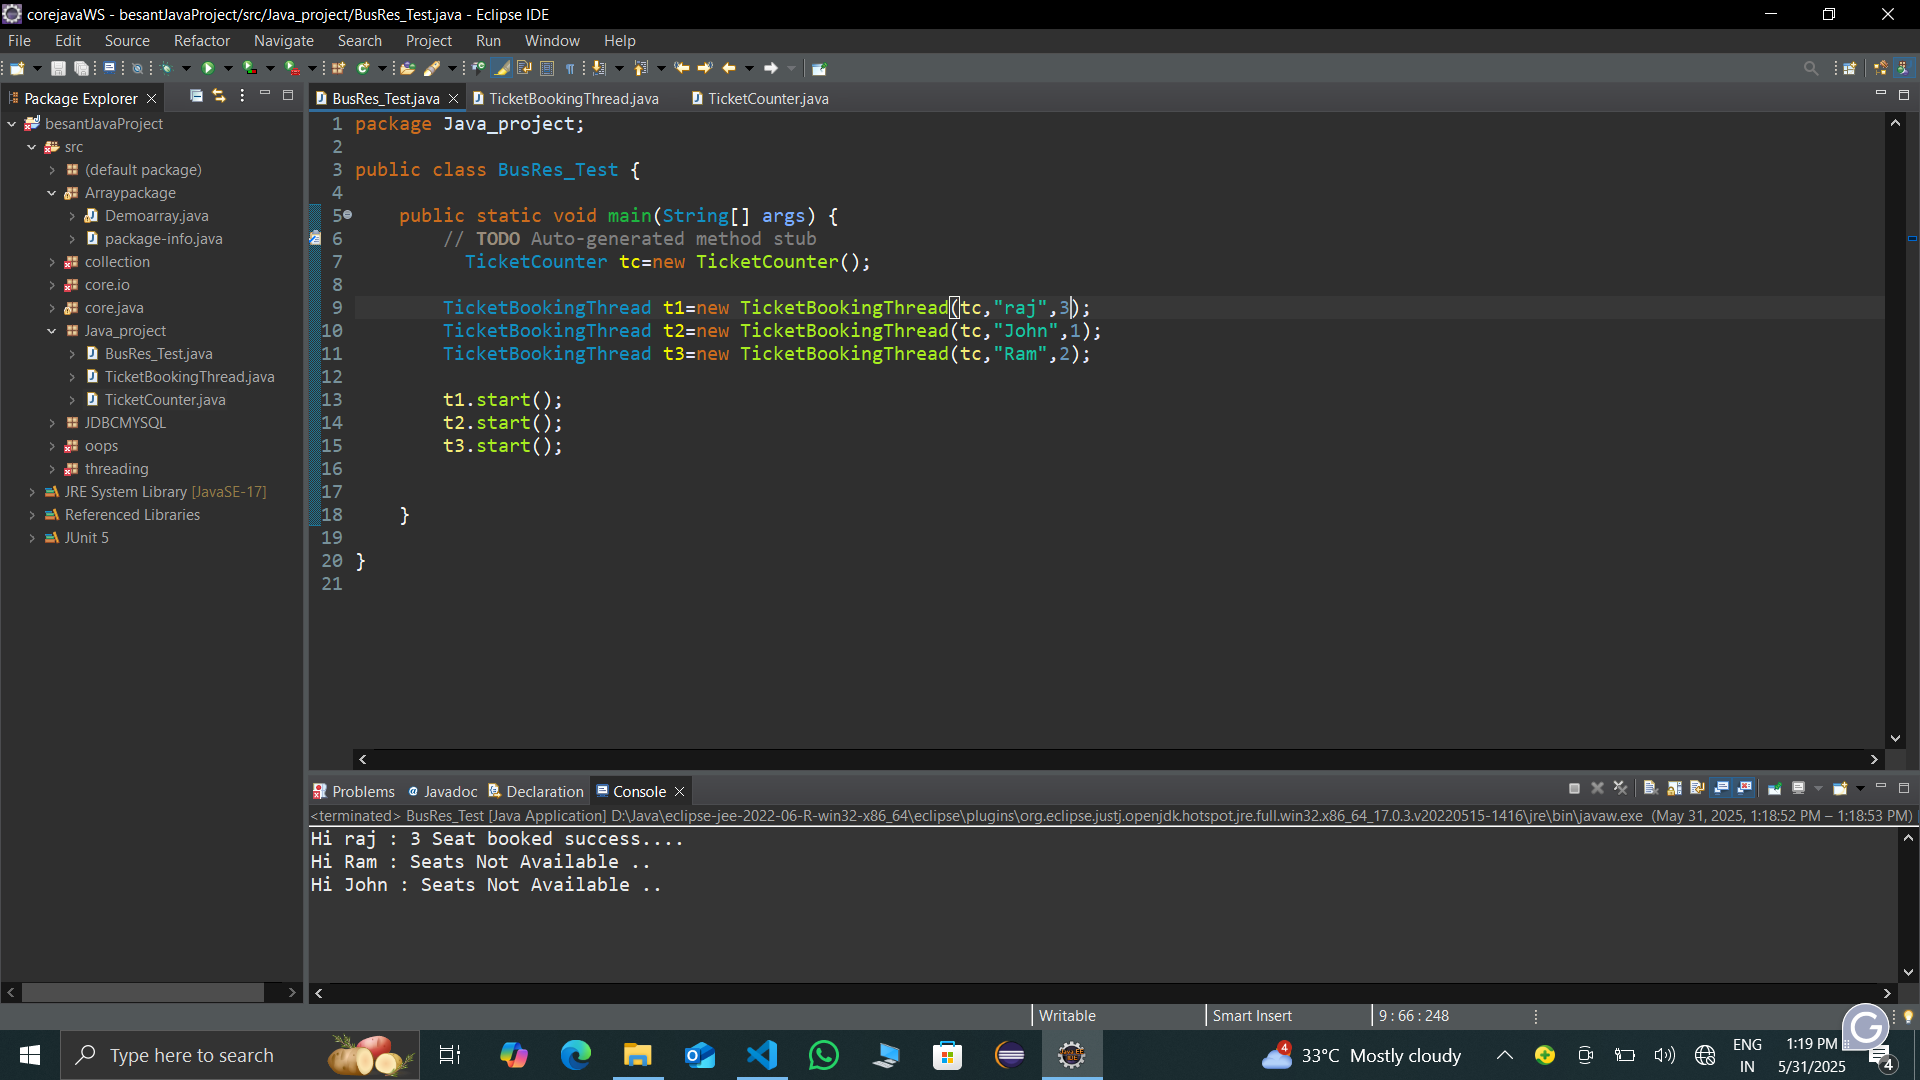 corejavaWS - besantJavaProject/src/Java_project/BusRes_Test.java - Eclipse IDE
File Edit Source Refactor Navigate Search Project Run Window Help
Package Explorer
BusRes_Test.java TicketBookingThread.java TicketCounter.java
besantJavaProject
src
(default package)
Arraypackage
Demoarray.java
package-info.java
collection
core.io
core.java
Java_project
BusRes_Test.java
TicketBookingThread.java
TicketCounter.java
JDBCMYSQL
oops
threading
JRE System Library [JavaSE-17]
Referenced Libraries
JUnit 5
1 package Java_project;
2
3 public class BusRes_Test {
4
5 public static void main(String[] args) {
6 // TODO Auto-generated method stub
7 TicketCounter tc=new TicketCounter();
8
9 TicketBookingThread t1=new TicketBookingThread(tc,"raj",3);
10 TicketBookingThread t2=new TicketBookingThread(tc,"John",1);
11 TicketBookingThread t3=new TicketBookingThread(tc,"Ram",2);
12
13 t1.start();
14 t2.start();
15 t3.start();
16
17
18 }
19
20 }
21
Problems Javadoc Declaration Console
<terminated> BusRes_Test [Java Application] D:\Java\eclipse-jee-2022-06-R-win32-x86_64\eclipse\plugins\org.eclipse.justj.openjdk.hotspot.jre.full.win32.x86_64_17.0.3.v20220515-1416\jre\bin\javaw.exe (May 31, 2025, 1:18:52 PM – 1:18:53 PM)
Hi raj : 3 Seat booked success....
Hi Ram : Seats Not Available ..
Hi John : Seats Not Available ..
Writable Smart Insert 9 : 66 : 248
Type here to search
4 33°C Mostly cloudy
ENG
IN
1:19 PM
5/31/2025
4